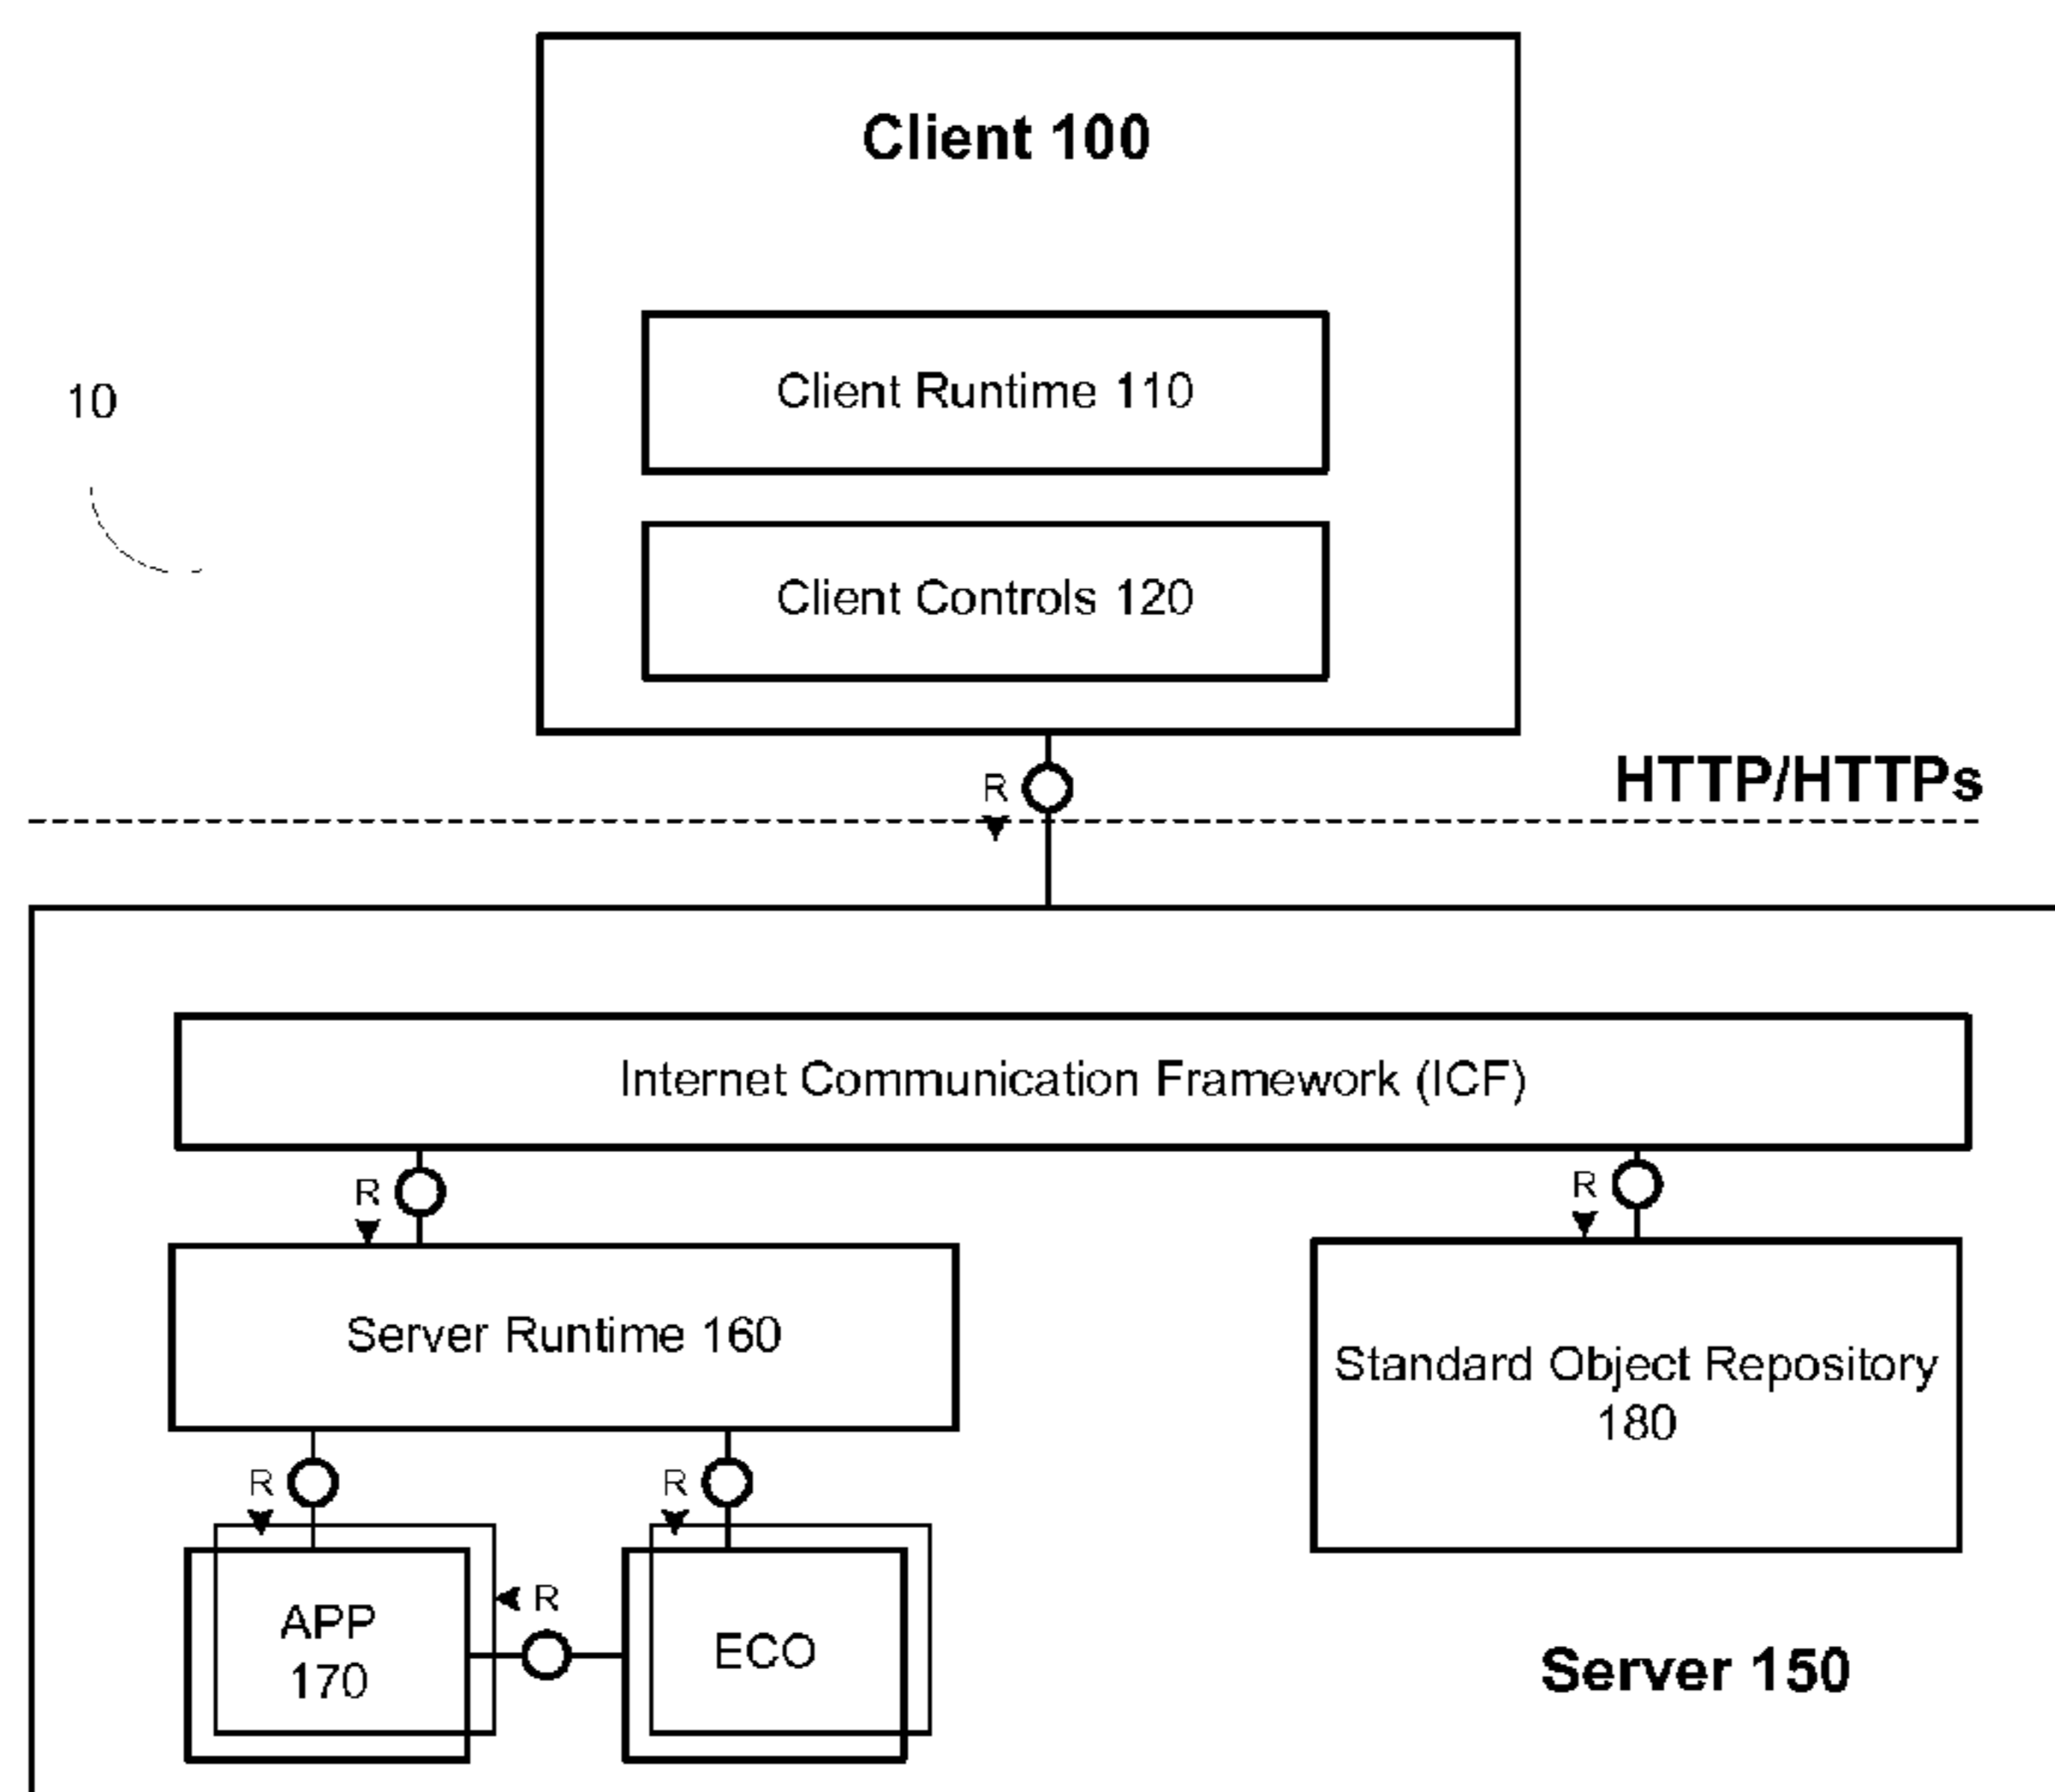 Client 100
Client Runtime 110
10
Client Controls 120
HTTP/HTTPs
R
Internet Communication Framework (ICF)
R
R
Server Runtime 160
Standard Object Repository
180
R
R
R
APP
170
ECO
Server 150